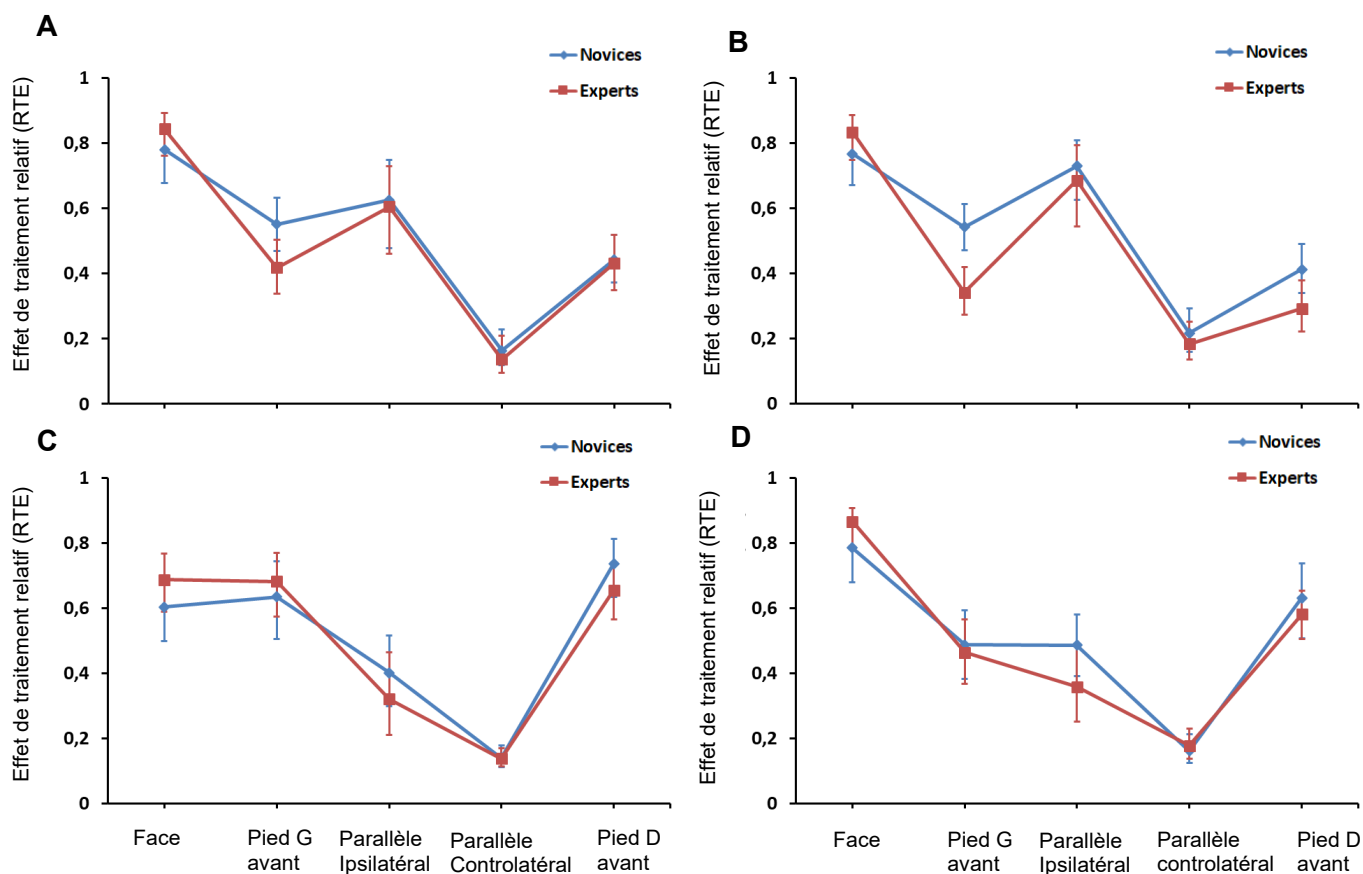 A
Novices
Experts
Effet de traitement relatif (RTE)
1
0,8
0,6
0,4
0,2
0
B
Novices
Experts
Effet de traitement relatif (RTE)
1
0,8
0,6
0,4
0,2
0
C
Novices
Experts
Effet de traitement relatif (RTE)
1
0,8
0,6
0,4
0,2
0
Face
Pied G
avant
Parallèle
Ipsilatéral
Parallèle
Controlatéral
Pied D
avant
D
Novices
Experts
Effet de traitement relatif (RTE)
1
0,8
0,6
0,4
0,2
0
Face
Pied G
avant
Parallèle
Ipsilatéral
Parallèle
controlatéral
Pied D
avant